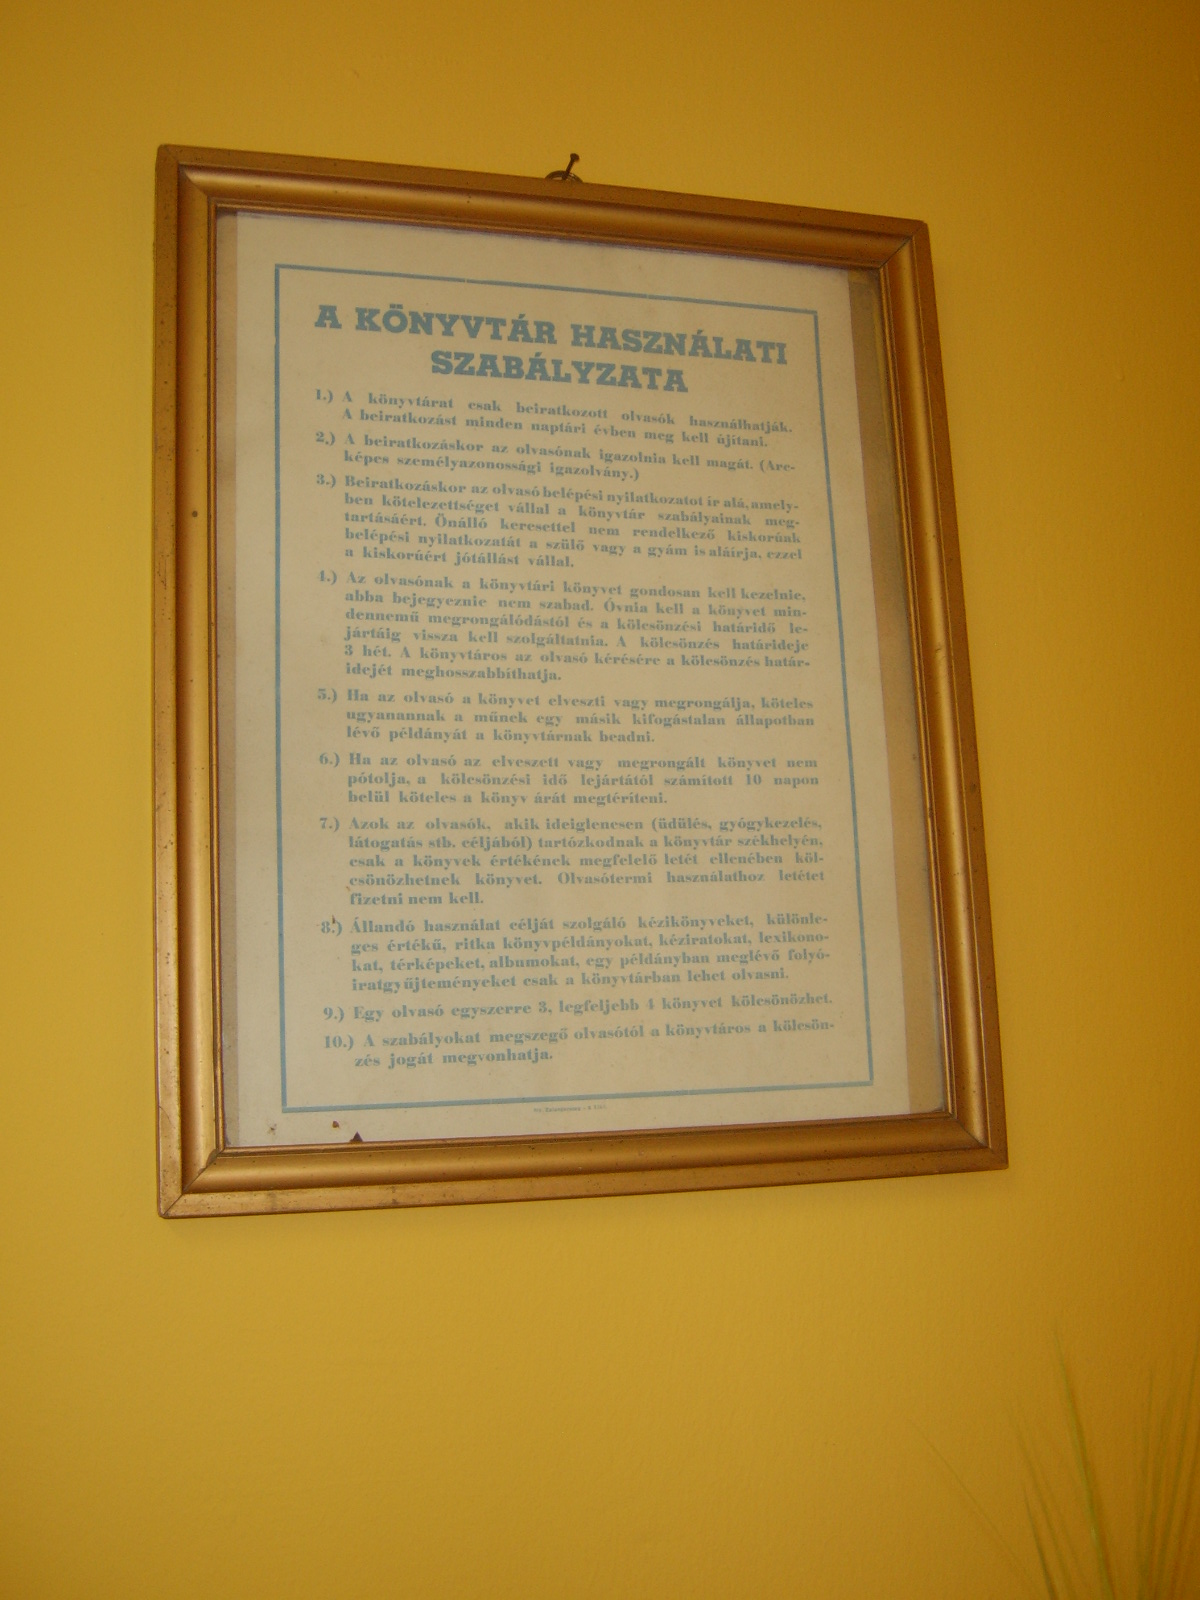 A KÖNYVTÁR HASZNÁLATI
SZABÁLYZATA
1.) A könyvtárat csak beiratkozott olvasók használhatják.
A beiratkozást minden naptári évben meg kell újítani.
2.) A beiratkozáskor az olvasónak igazolnia kell magát. (Arc-
képes személyazonossági igazolvány.)
3.) Beiratkozáskor az olvasó belépési nyilatkozatot ír alá, amely-
ben kötelezettséget vállal a könyvtár szabályainak meg-
tartásáért. Önálló keresettel nem rendelkező kiskorúak
belépési nyilatkozatát a szülő vagy a gyám is aláírja, ezzel
a kiskorúért jótállást vállal.
4.) Az olvasónak a könyvtári könyvet gondosan kell kezelnie,
abba bejegyeznie nem szabad. Óvnia kell a könyvet min-
dennemű megrongálódástól és a kölcsönzési határidő le-
jártáig vissza kell szolgáltatnia. A kölcsönzés határideje
3 hét. A könyvtáros az olvasó kérésére a kölcsönzés határ-
idejét meghosszabbíthatja.
5.) Ha az olvasó a könyvet elveszti vagy megrongálja, köteles
ugyanannak a műnek egy másik kifogástalan állapotban
lévő példányát a könyvtárnak beadni.
6.) Ha az olvasó az elveszett vagy megrongált könyvet nem
pótolja, a kölcsönzési idő lejártától számított 10 napon
belül köteles a könyv árát megtéríteni.
7.) Azok az olvasók, akik ideiglenesen (üdülés, gyógykezelés,
látogatás stb. céljából) tartózkodnak a könyvtár székhelyén,
csak a könyvek értékének megfelelő letét ellenében köl-
csönözhetnek könyvet. Olvasótermi használathoz letétet
fizetni nem kell.
8.) Állandó használat célját szolgáló kézikönyveket, különle-
ges értékű, ritka könyvpéldányokat, kéziratokat, lexikono-
kat, térképeket, albumokat, egy példányban meglévő folyó-
iratgyűjteményeket csak a könyvtárban lehet olvasni.
9.) Egy olvasó egyszerre 3, legfeljebb 4 könyvet kölcsönözhet.
10.) A szabályokat megszegő olvasótól a könyvtáros a kölcsön-
zés jogát megvonhatja.